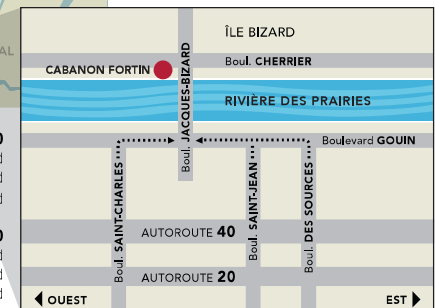 ÎLE BIZARD
CABANON FORTIN
Boul. CHERRIER
Boul. JACQUES-BIZARD
RIVIÈRE DES PRAIRIES
Boulevard GOUIN
Boul. SAINT-CHARLES
Boul. SAINT-JEAN
Boul. DES SOURCES
AUTOROUTE 40
AUTOROUTE 20
OUEST
EST